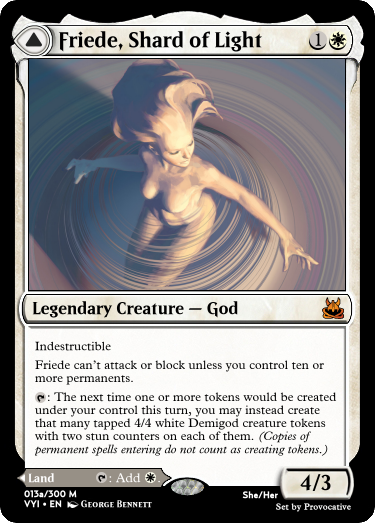 Friede, Shard of Light 1
Legendary Creature — God
Indestructible
Friede can't attack or block unless you control ten or
more permanents.
: The next time one or more tokens would be created
under your control this turn, you may instead create
that many tapped 4/4 white Demigod creature tokens
with two stun counters on each of them. (Copies of
permanent spells entering do not count as creating tokens.)
Land : Add .
4/3
013a/300 M
She/Her
VYI • EN GEORGE BENNETT
Set by Provocative